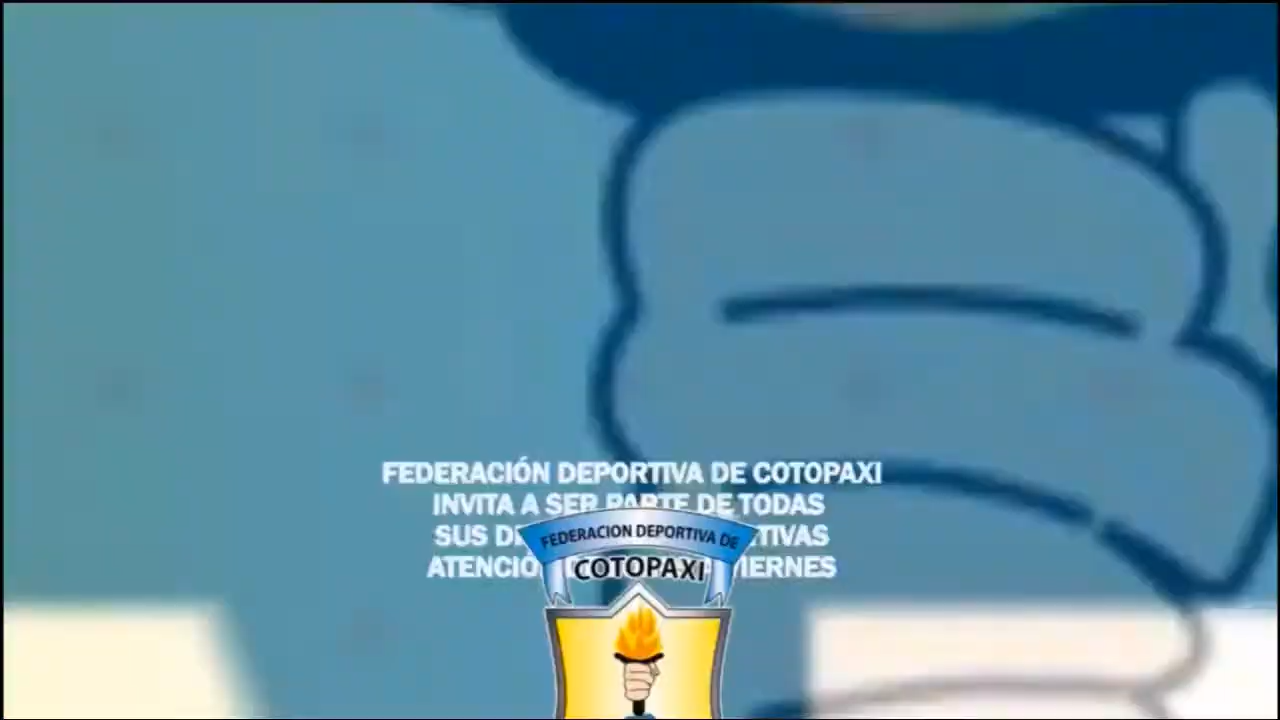 FEDERACIÓN DEPORTIVA DE COTOPAXI
INVITA A SER PARTE DE TODAS
SUS
ATENCIÓ
FEDERACION DEPORTIVA DE
COTOPAXI